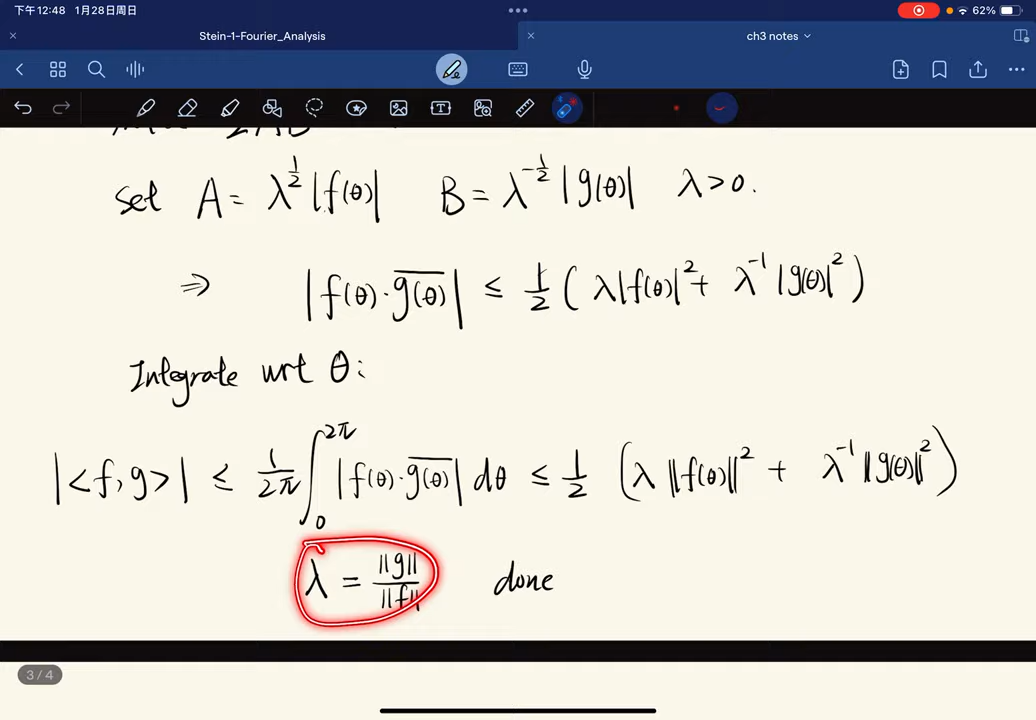 下午12:48 1月28日周日
62%
Stein-1-Fourier_Analysis
ch3 notes
Set A = λ^{1/2} |f(θ)| B = λ^{-1/2} |g(θ)| λ > 0.
⇒ |f(θ)·\overline{g(θ)}| ≤ 1/2 (λ|f(θ)|² + λ^{-1} |g(θ)|²)
Integrate wrt θ:
|<f,g>| ≤ 1/2π ∫_0^{2π} |f(θ)·\overline{g(θ)}| dθ ≤ 1/2 (λ ||f(θ)||² + λ^{-1} ||g(θ)||²)
λ = ||g||/||f|| done
3 / 4